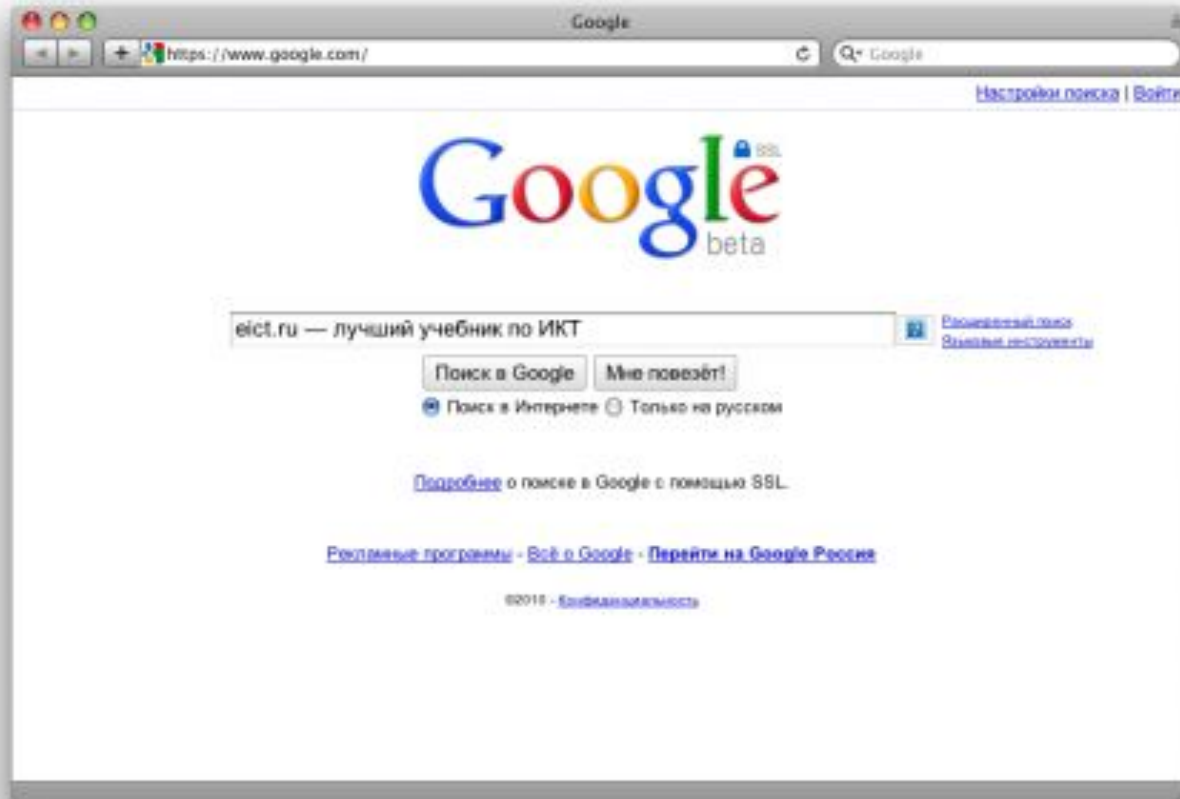 Google
https://www.google.com/
Google
Настройки поиска | Войти
Google
SSL
beta
eict.ru — лучший учебник по ИКТ
Расширенный поиск
Языковые инструменты
Поиск в Google
Мне повезёт!
Поиск в Интернете Только на русском
Подробнее о поиске в Google с помощью SSL.
Рекламные программы - Всё о Google - Перейти на Google Россия
©2010 - Конфиденциальность